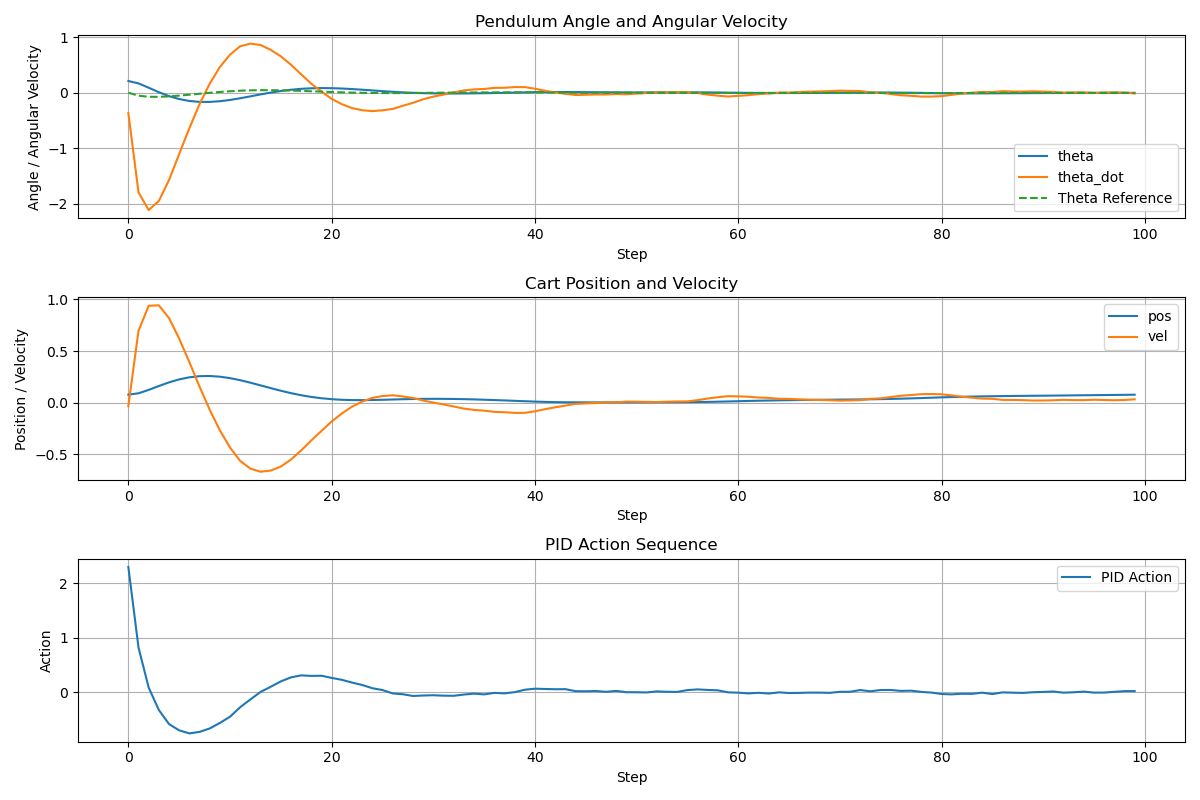 Pendulum Angle and Angular Velocity
Angle / Angular Velocity
1
0
−1
−2
theta
theta_dot
Theta Reference
0 20 40 60 80 100
Step
Cart Position and Velocity
Position / Velocity
1.0
0.5
0.0
−0.5
pos
vel
0 20 40 60 80 100
Step
PID Action Sequence
Action
2
1
0
PID Action
0 20 40 60 80 100
Step